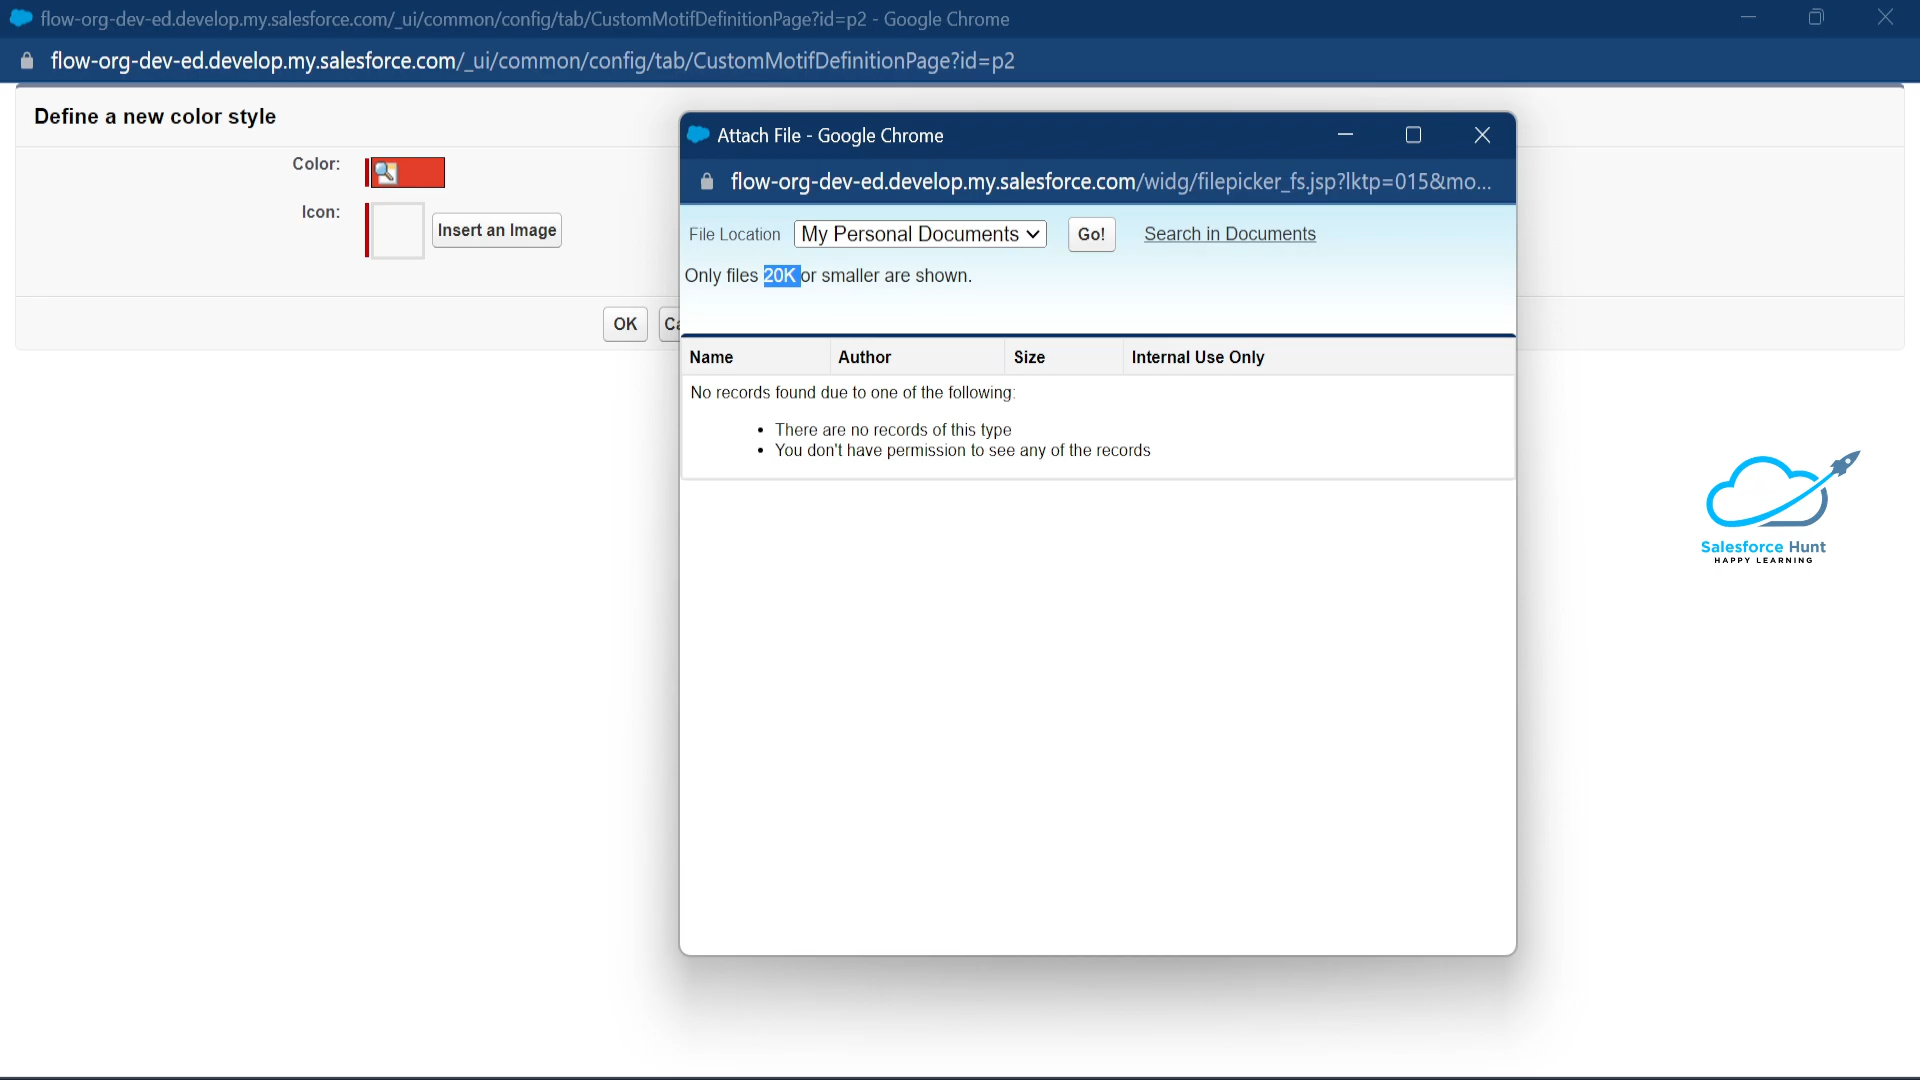 flow-org-dev-ed.develop.my.salesforce.com/_ui/common/config/tab/CustomMotifDefinitionPage?id=p2 - Google Chrome
flow-org-dev-ed.develop.my.salesforce.com/_ui/common/config/tab/CustomMotifDefinitionPage?id=p2
Define a new color style
Color:
Icon:
Insert an Image
OK
Ca
Attach File - Google Chrome
flow-org-dev-ed.develop.my.salesforce.com/widg/filepicker_fs.jsp?lktp=015&mo...
File Location My Personal Documents Go! Search in Documents
Only files 20K or smaller are shown.
Name Author Size Internal Use Only
No records found due to one of the following:
• There are no records of this type
• You don't have permission to see any of the records
Salesforce Hunt
HAPPY LEARNING